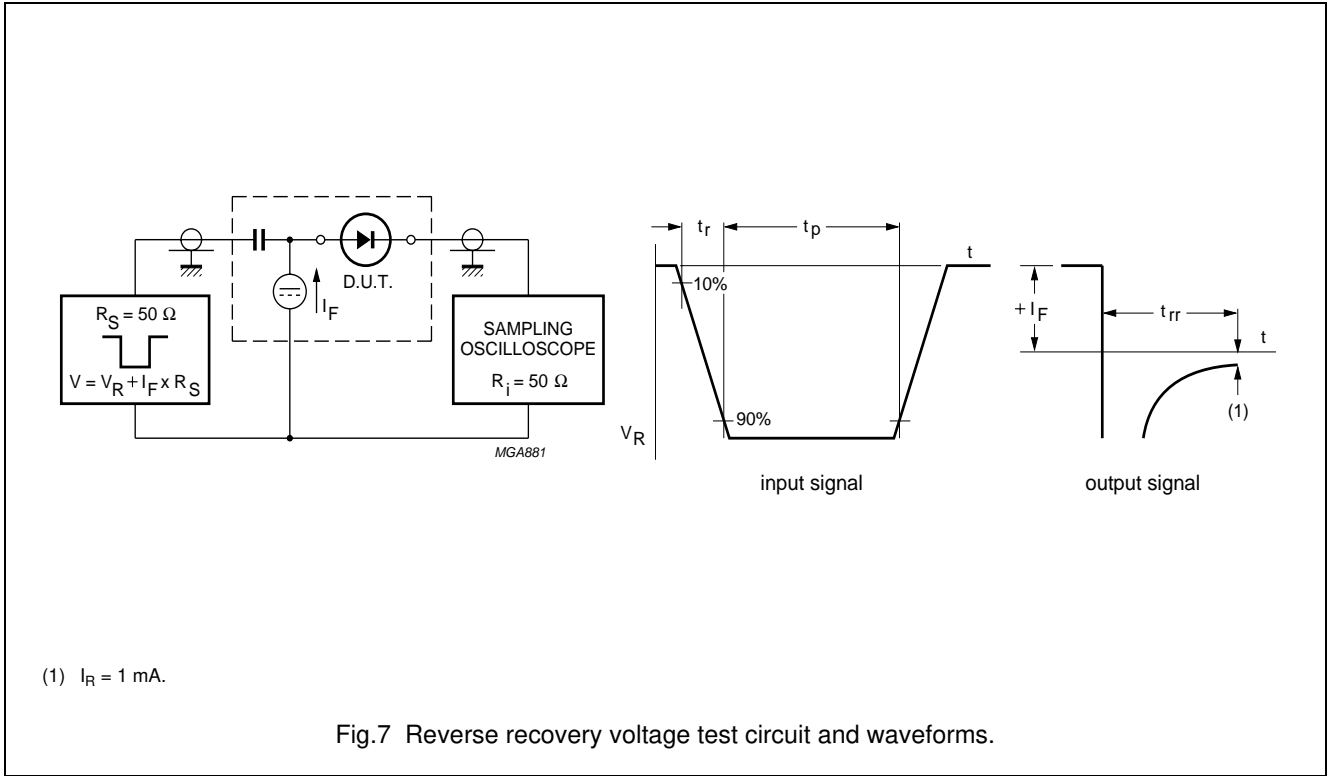 R_S = 50 Ω
V = V_R + I_F x R_S
I_F
D.U.T.
SAMPLING
OSCILLOSCOPE
R_i = 50 Ω
MGA881
t_r
t_p
t
10%
90%
V_R
input signal
+ I_F
t_rr
t
(1)
output signal
(1) I_R = 1 mA.
Fig.7 Reverse recovery voltage test circuit and waveforms.